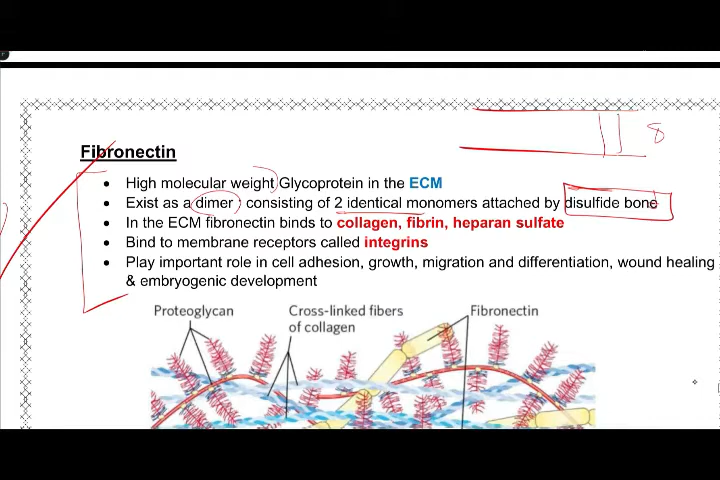 8
Fibronectin
High molecular weight Glycoprotein in the ECM
Exist as a dimer consisting of 2 identical monomers attached by disulfide bond
In the ECM fibronectin binds to collagen, fibrin, heparan sulfate
Bind to membrane receptors called integrins
Play important role in cell adhesion, growth, migration and differentiation, wound healing
& embryogenic development
Proteoglycan
Cross-linked fibers
of collagen
Fibronectin